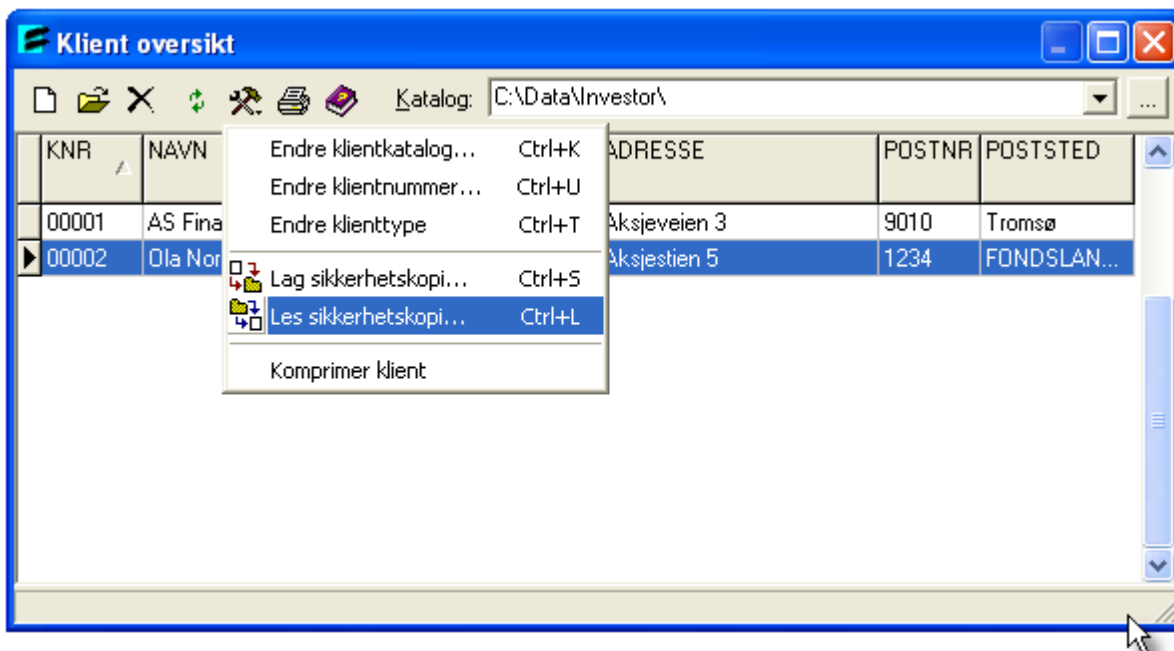 Klient oversikt
Katalog: C:\Data\Investor\ ...
KNR NAVN ADRESSE POSTNR POSTSTED
00001 AS Fina Aksjeveien 3 9010 Tromsø
00002 Ola Nor Aksjestien 5 1234 FONDSLAN...
Endre klientkatalog... Ctrl+K
Endre klientnummer... Ctrl+U
Endre klienttype Ctrl+T
Lag sikkerhetskopi... Ctrl+S
Les sikkerhetskopi... Ctrl+L
Komprimer klient